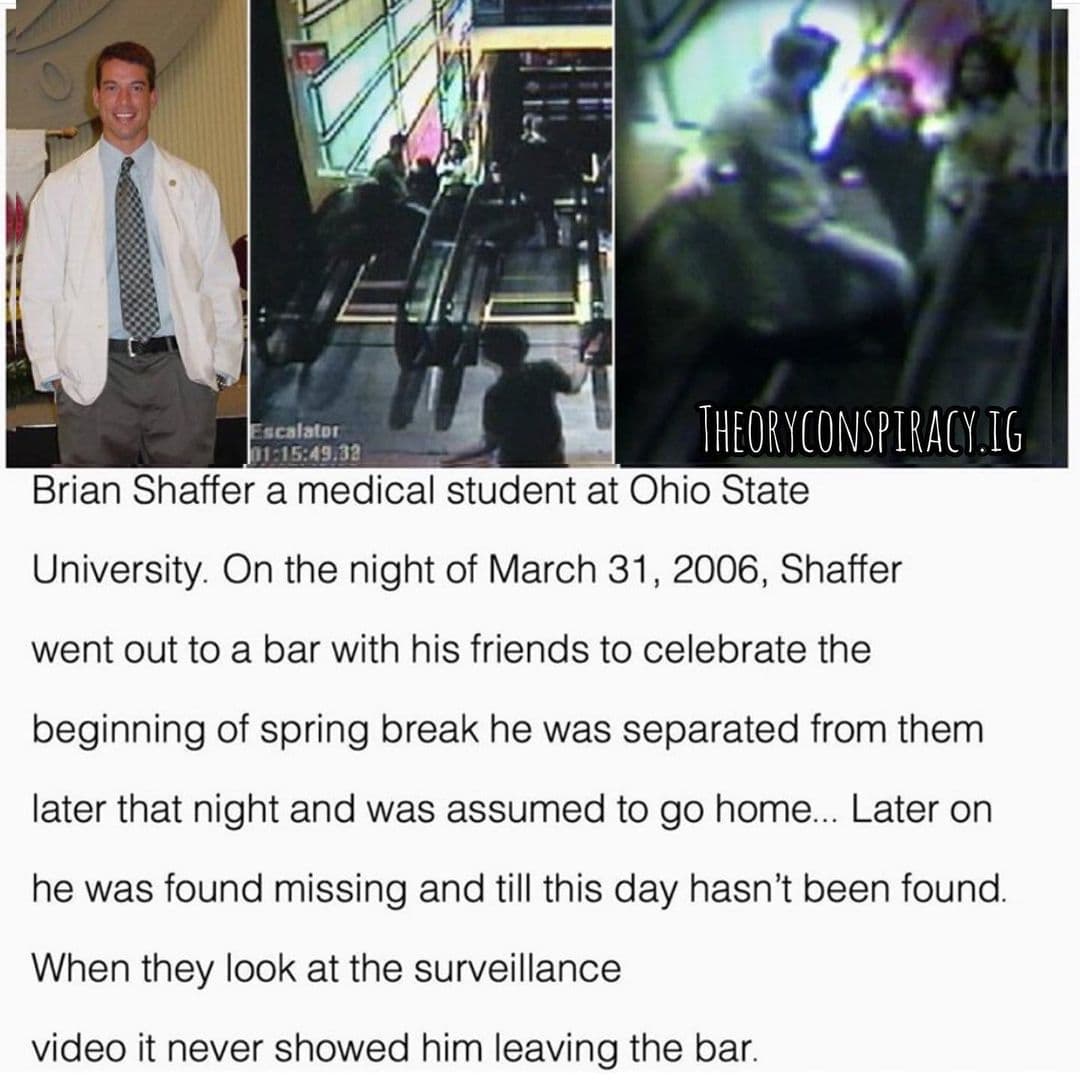 Escalator
01:15:49.38
THEORYCONSPIRACY.IG
Brian Shaffer a medical student at Ohio State
University. On the night of March 31, 2006, Shaffer
went out to a bar with his friends to celebrate the
beginning of spring break he was separated from them
later that night and was assumed to go home... Later on
he was found missing and till this day hasn't been found.
When they look at the surveillance
video it never showed him leaving the bar.